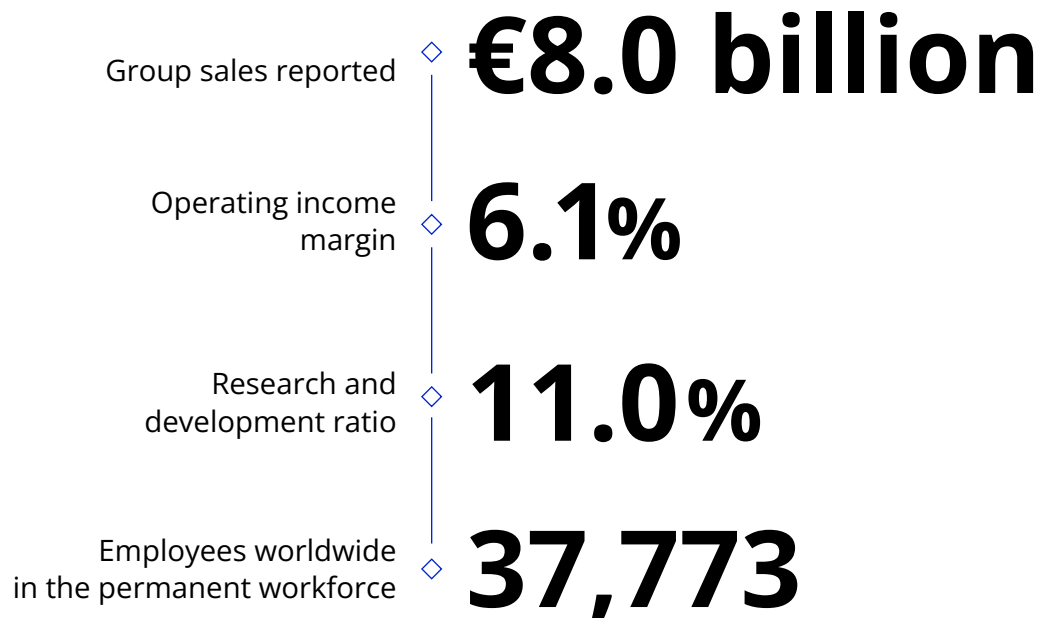 Group sales reported
€8.0 billion
Operating income
margin
6.1%
Research and
development ratio
11.0%
Employees worldwide
in the permanent workforce
37,773